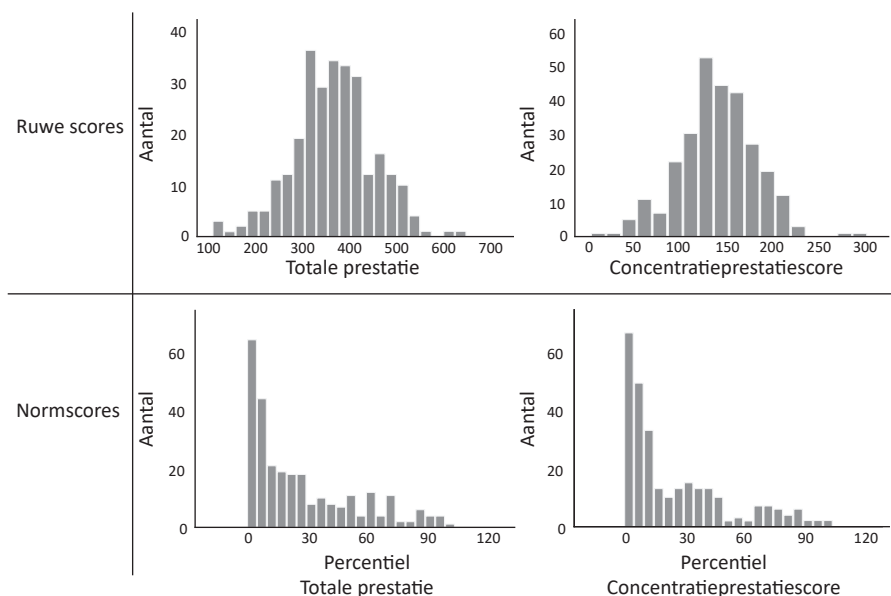 Ruwe scores
Aantal
40
30
20
10
0
100 200 300 400 500 600 700
Totale prestatie
Aantal
60
50
40
30
20
10
0
0 50 100 150 200 250 300
Concentratieprestatiescore
Normscores
Aantal
60
40
20
0
0 30 60 90 120
Percentiel
Totale prestatie
Aantal
60
40
20
0
0 30 60 90 120
Percentiel
Concentratieprestatiescore